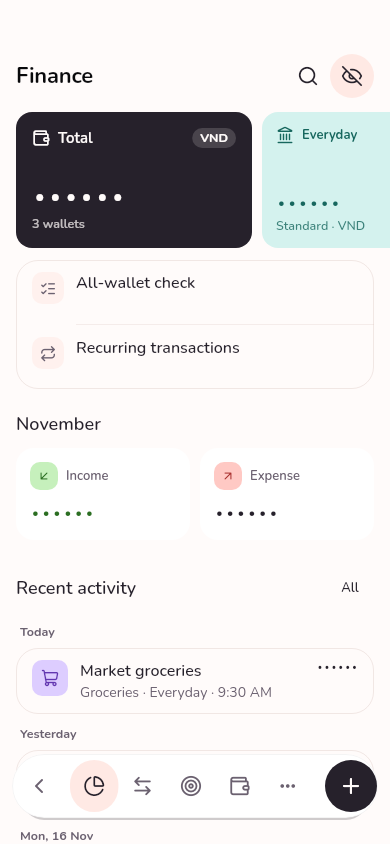 Finance
Total
VND
••••••
3 wallets
Everyday
••••••
Standard · VND
All-wallet check
Recurring transactions
November
Income
••••••
Expense
••••••
Recent activity
All
Today
Market groceries
••••••
Groceries · Everyday · 9:30 AM
Yesterday
Mon, 16 Nov